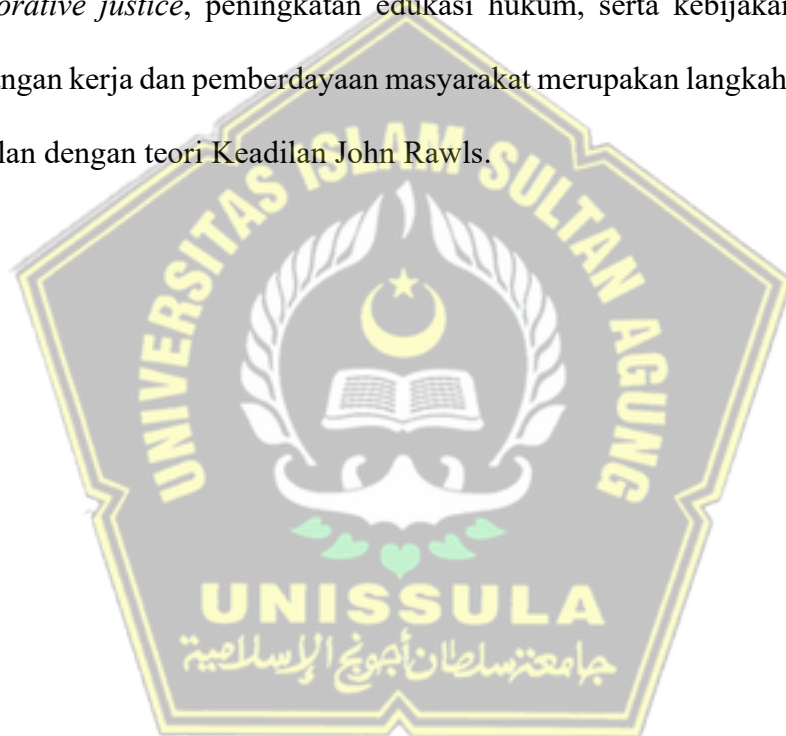 orative justice, peningkatan edukasi hukum, serta kebijakan
ngan kerja dan pemberdayaan masyarakat merupakan langkah
lan dengan teori Keadilan John Rawls.
UNIVERSITAS ISLAM SULTAN AGUNG
UNISSULA
جامعة سلطان أجونج الإسلامية